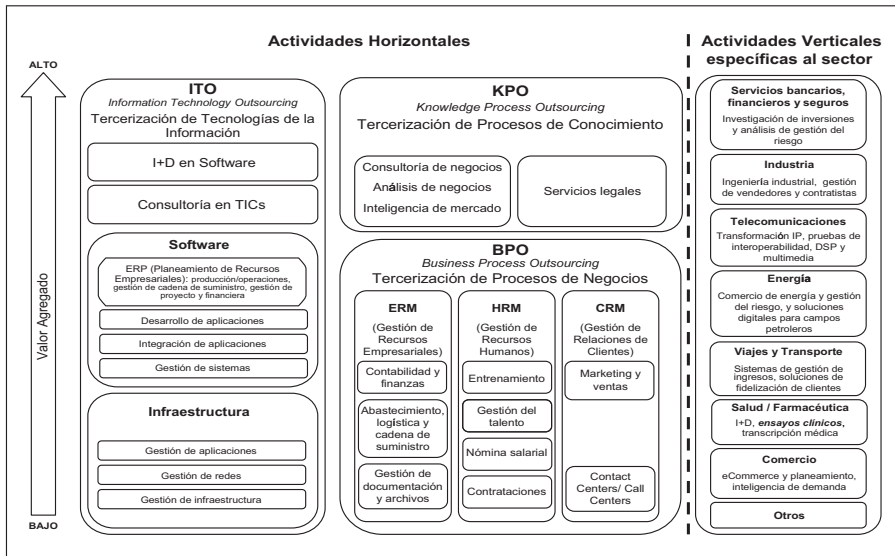 Actividades Horizontales
Actividades Verticales
específicas al sector
ALTO
Valor Agregado
BAJO
ITO
Information Technology Outsourcing
Tercerización de Tecnologías de la
Información
I+D en Software
Consultoría en TICs
Software
ERP (Planeamiento de Recursos
Empresariales): producción/operaciones,
gestión de cadena de suministro, gestión de
proyecto y financiera
Desarrollo de aplicaciones
Integración de aplicaciones
Gestión de sistemas
Infraestructura
Gestión de aplicaciones
Gestión de redes
Gestión de infraestructura
KPO
Knowledge Process Outsourcing
Tercerización de Procesos de Conocimiento
Consultoría de negocios
Análisis de negocios
Inteligencia de mercado
Servicios legales
BPO
Business Process Outsourcing
Tercerización de Procesos de Negocios
ERM
(Gestión de
Recursos
Empresariales)
Contabilidad y
finanzas
Abastecimiento,
logística y
cadena de
suministro
Gestión de
documentación
y archivos
HRM
(Gestión de
Recursos
Humanos)
Entrenamiento
Gestión del
talento
Nómina salarial
Contrataciones
CRM
(Gestión de
Relaciones de
Clientes)
Marketing y
ventas
Contact
Centers/ Call
Centers
Servicios bancarios,
financieros y seguros
Investigación de inversiones
y análisis de gestión del
riesgo
Industria
Ingeniería industrial, gestión
de vendedores y contratistas
Telecomunicaciones
Transformación IP, pruebas de
interoperabilidad, DSP y
multimedia
Energía
Comercio de energía y gestión
del riesgo, y soluciones
digitales para campos
petroleros
Viajes y Transporte
Sistemas de gestión de
ingresos, soluciones de
fidelización de clientes
Salud / Farmacéutica
I+D, ensayos clínicos,
transcripción médica
Comercio
eCommerce y planeamiento,
inteligencia de demanda
Otros